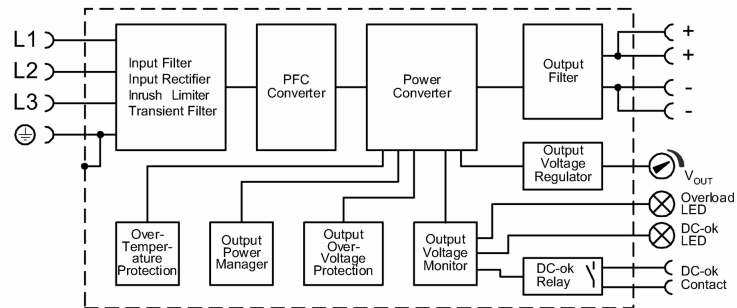 L1
L2
L3
Input Filter
Input Rectifier
Inrush Limiter
Transient Filter
PFC
Converter
Power
Converter
Output
Filter
+
+
-
-
Output
Voltage
Regulator
VOUT
Over-
Temper-
ature
Protection
Output
Power
Manager
Output
Over-
Voltage
Protection
Output
Voltage
Monitor
Overload
LED
DC-ok
LED
DC-ok
Relay
DC-ok
Contact